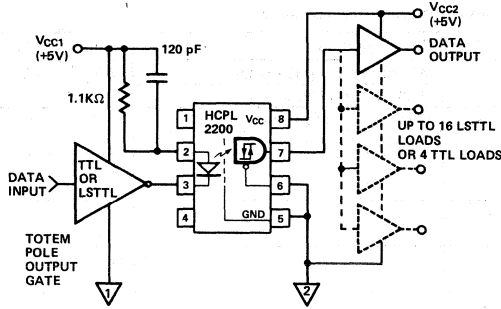 VCC1
(+5V)
120 pF
1.1KΩ
DATA
INPUT
TTL
OR
LSTTL
TOTEM
POLE
OUTPUT
GATE
1
1
2
3
4
HCPL
2200
VCC
GND
8
7
6
5
2
VCC2
(+5V)
DATA
OUTPUT
UP TO 16 LSTTL
LOADS
OR 4 TTL LOADS